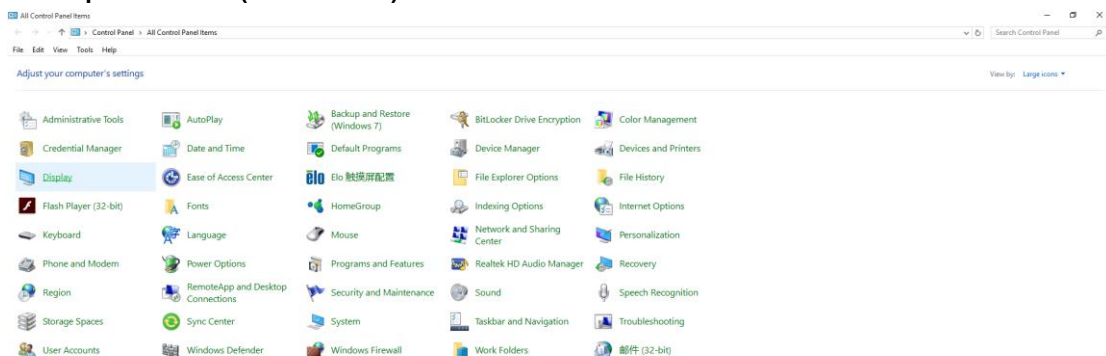 All Control Panel Items
Control Panel > All Control Panel Items
Search Control Panel
File Edit View Tools Help
Adjust your computer's settings
View by: Large icons
Administrative Tools
AutoPlay
Backup and Restore
(Windows 7)
BitLocker Drive Encryption
Color Management
Credential Manager
Date and Time
Default Programs
Device Manager
Devices and Printers
Display
Ease of Access Center
elo
Elo 触摸屏配置
File Explorer Options
File History
Flash Player (32-bit)
Fonts
HomeGroup
Indexing Options
Internet Options
Keyboard
Language
Mouse
Network and Sharing
Center
Personalization
Phone and Modem
Power Options
Programs and Features
Realtek HD Audio Manager
Recovery
Region
RemoteApp and Desktop
Connections
Security and Maintenance
Sound
Speech Recognition
Storage Spaces
Sync Center
System
Taskbar and Navigation
Troubleshooting
User Accounts
Windows Defender
Windows Firewall
Work Folders
邮件 (32-bit)